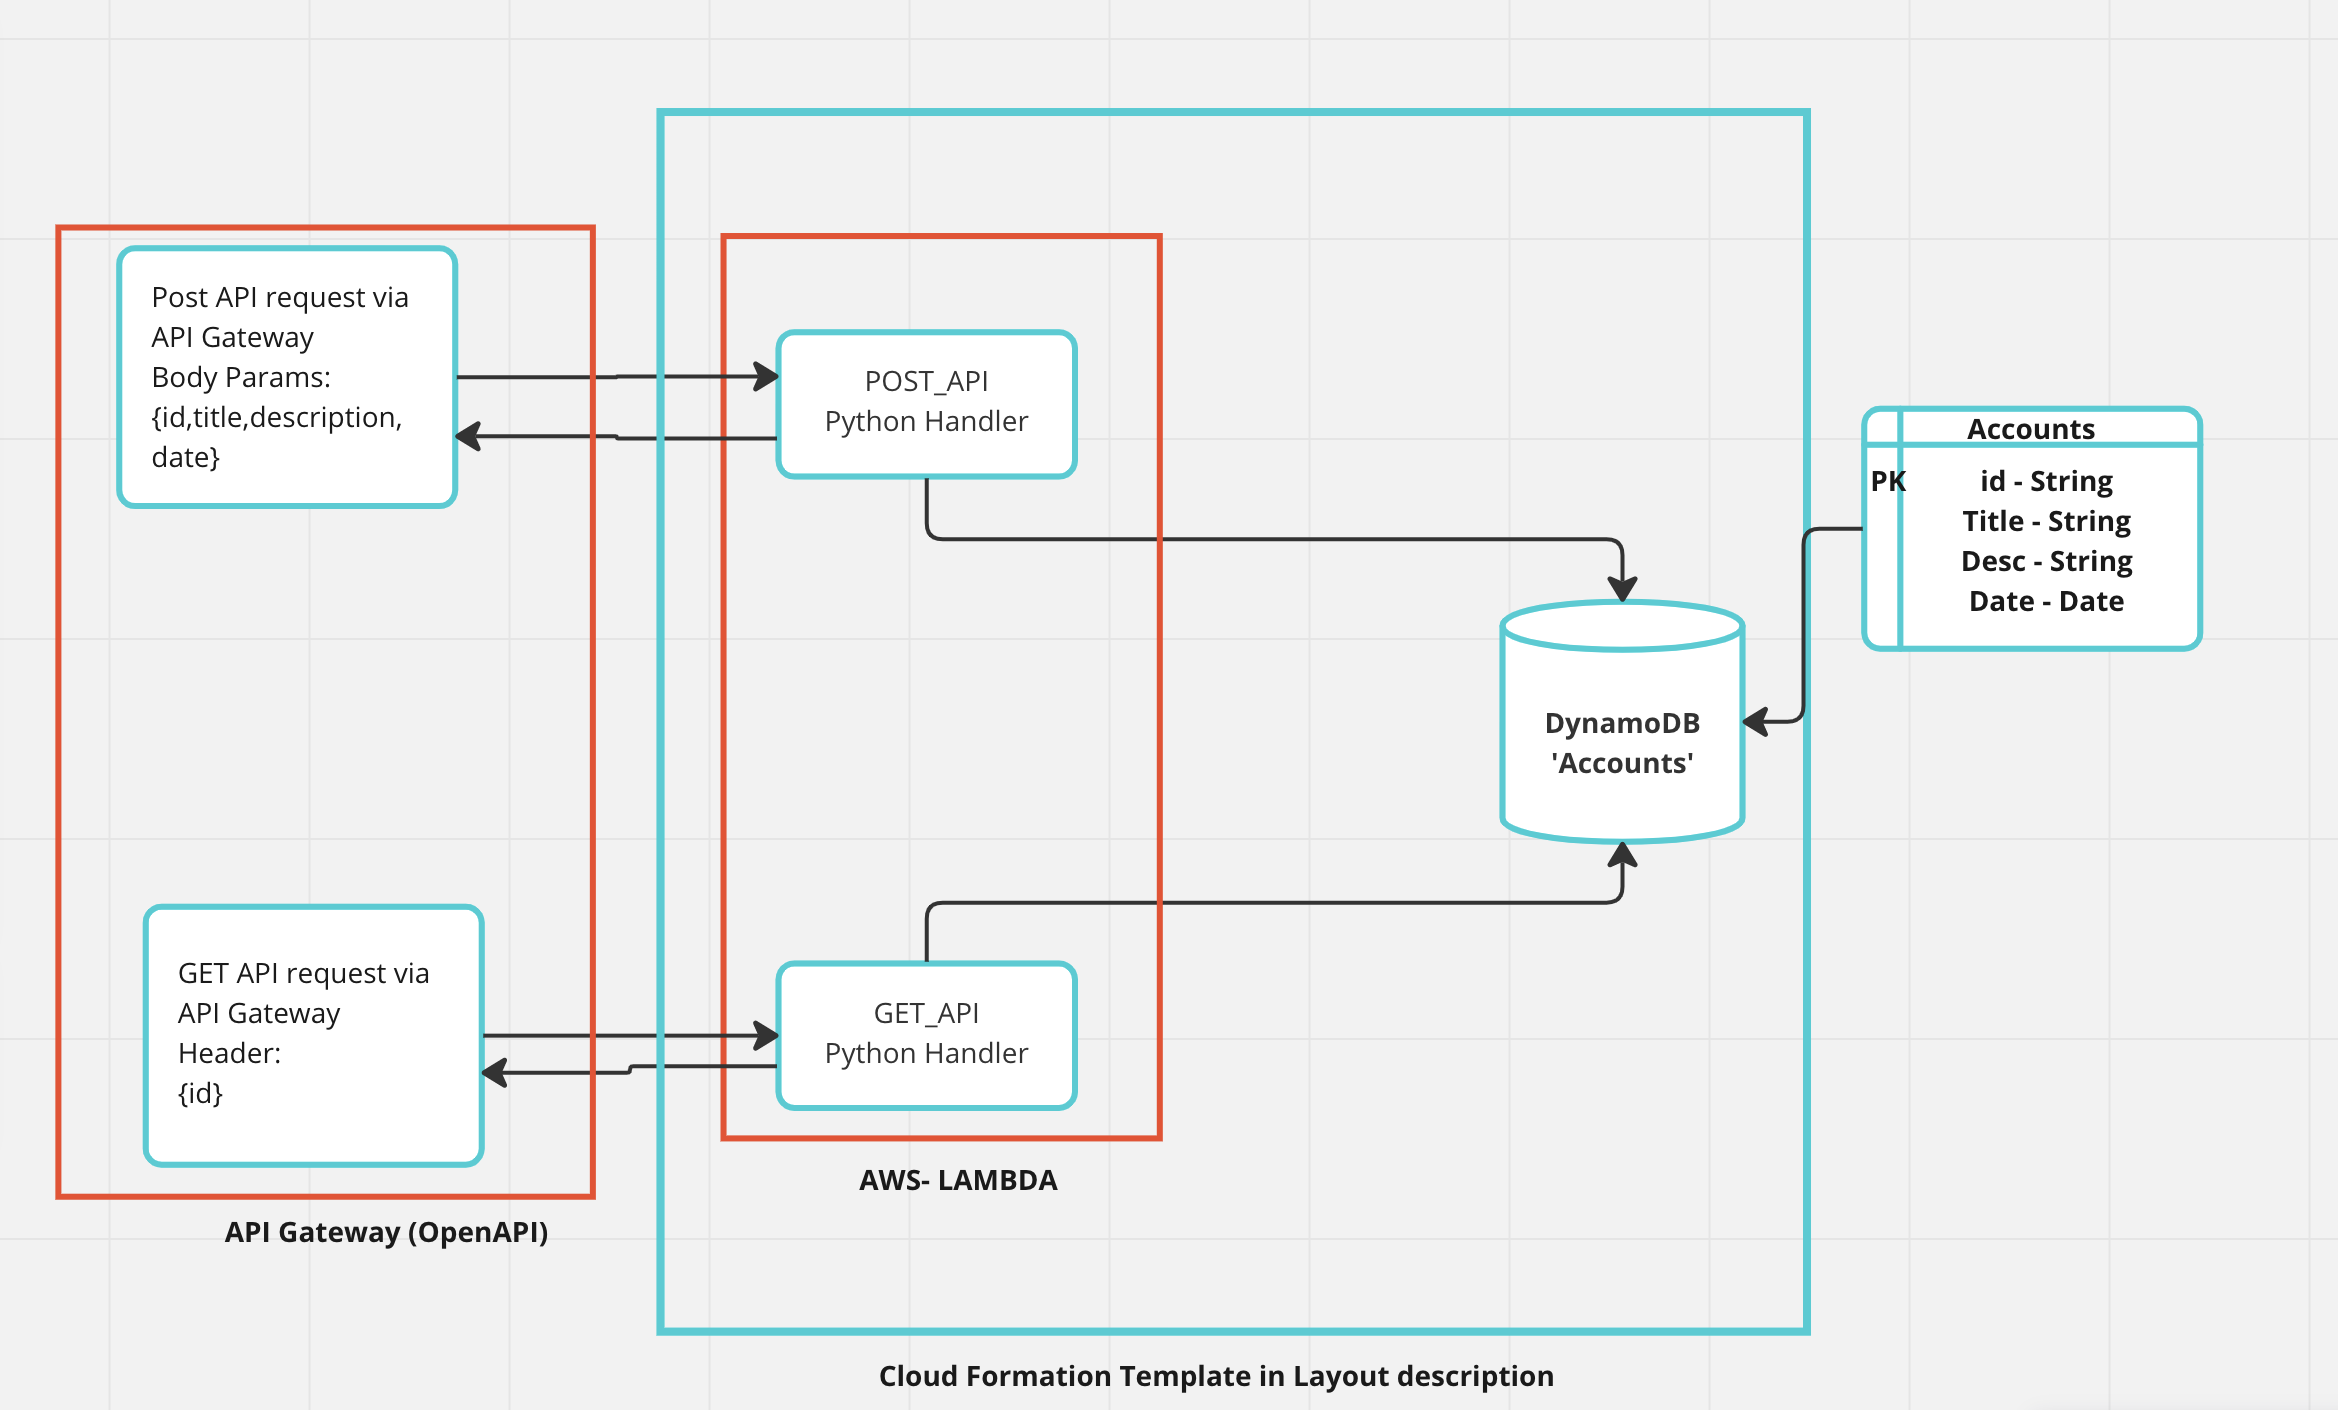 Post API request via
API Gateway
Body Params:
{id,title,description,
date}
POST_API
Python Handler
Accounts
PK
id - String
Title - String
Desc - String
Date - Date
DynamoDB
'Accounts'
GET API request via
API Gateway
Header:
{id}
GET_API
Python Handler
AWS- LAMBDA
API Gateway (OpenAPI)
Cloud Formation Template in Layout description